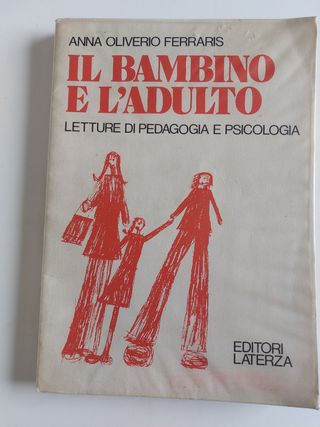 ANNA OLIVERIO FERRARIS
IL BAMBINO
E L'ADULTO
LETTURE DI PEDAGOGIA E PSICOLOGIA
EDITORI
LATERZA